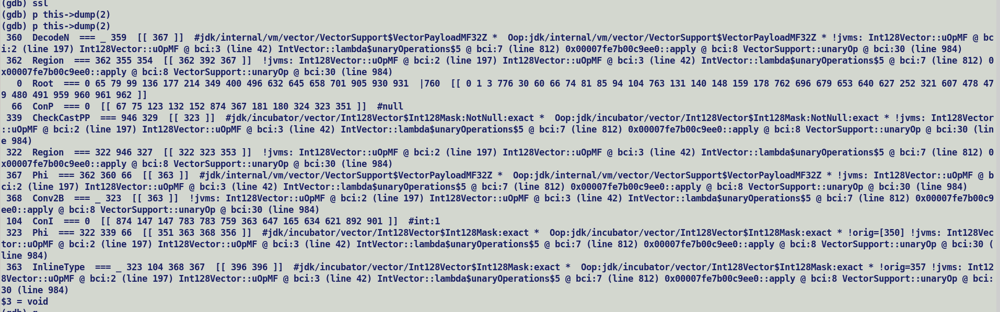 (gdb) ssl
(gdb) p this->dump(2)
(gdb) p this->dump(2)
 360  DecodeN  === _ 359  [[ 367 ]]  #jdk/internal/vm/vector/VectorSupport$VectorPayloadMF32Z *  Oop:jdk/internal/vm/vector/VectorSupport$VectorPayloadMF32Z * !jvms: Int128Vector::uOpMF @ bc
i:2 (line 197) Int128Vector::uOpMF @ bci:3 (line 42) IntVector::lambda$unaryOperations$5 @ bci:7 (line 812) 0x00007fe7b00c9ee0::apply @ bci:8 VectorSupport::unaryOp @ bci:30 (line 984)
 362  Region  === 362 355 354  [[ 362 392 367 ]]  !jvms: Int128Vector::uOpMF @ bci:2 (line 197) Int128Vector::uOpMF @ bci:3 (line 42) IntVector::lambda$unaryOperations$5 @ bci:7 (line 812) 0
x00007fe7b00c9ee0::apply @ bci:8 VectorSupport::unaryOp @ bci:30 (line 984)
   0  Root  === 0 65 79 99 136 177 214 349 400 496 632 645 658 701 905 930 931  |760  [[ 0 1 3 776 30 60 66 74 81 85 94 104 763 131 140 148 159 178 762 696 679 653 640 627 252 321 607 478 47
9 480 491 959 960 961 962 ]]
  66  ConP  === 0  [[ 67 75 123 132 152 874 367 181 180 324 323 351 ]]  #null
 339  CheckCastPP  === 946 329  [[ 323 ]]  #jdk/incubator/vector/Int128Vector$Int128Mask:NotNull:exact *  Oop:jdk/incubator/vector/Int128Vector$Int128Mask:NotNull:exact * !jvms: Int128Vector
::uOpMF @ bci:2 (line 197) Int128Vector::uOpMF @ bci:3 (line 42) IntVector::lambda$unaryOperations$5 @ bci:7 (line 812) 0x00007fe7b00c9ee0::apply @ bci:8 VectorSupport::unaryOp @ bci:30 (lin
e 984)
 322  Region  === 322 946 327  [[ 322 323 353 ]]  !jvms: Int128Vector::uOpMF @ bci:2 (line 197) Int128Vector::uOpMF @ bci:3 (line 42) IntVector::lambda$unaryOperations$5 @ bci:7 (line 812) 0
x00007fe7b00c9ee0::apply @ bci:8 VectorSupport::unaryOp @ bci:30 (line 984)
 367  Phi  === 362 360 66  [[ 363 ]]  #jdk/internal/vm/vector/VectorSupport$VectorPayloadMF32Z *  Oop:jdk/internal/vm/vector/VectorSupport$VectorPayloadMF32Z * !jvms: Int128Vector::uOpMF @ b
ci:2 (line 197) Int128Vector::uOpMF @ bci:3 (line 42) IntVector::lambda$unaryOperations$5 @ bci:7 (line 812) 0x00007fe7b00c9ee0::apply @ bci:8 VectorSupport::unaryOp @ bci:30 (line 984)
 368  Conv2B  === _ 323  [[ 363 ]]  !jvms: Int128Vector::uOpMF @ bci:2 (line 197) Int128Vector::uOpMF @ bci:3 (line 42) IntVector::lambda$unaryOperations$5 @ bci:7 (line 812) 0x00007fe7b00c9
ee0::apply @ bci:8 VectorSupport::unaryOp @ bci:30 (line 984)
 104  ConI  === 0  [[ 874 147 147 783 783 759 363 647 165 634 621 892 901 ]]  #int:1
 323  Phi  === 322 339 66  [[ 351 363 368 356 ]]  #jdk/incubator/vector/Int128Vector$Int128Mask:exact *  Oop:jdk/incubator/vector/Int128Vector$Int128Mask:exact * !orig=[350] !jvms: Int128Vec
tor::uOpMF @ bci:2 (line 197) Int128Vector::uOpMF @ bci:3 (line 42) IntVector::lambda$unaryOperations$5 @ bci:7 (line 812) 0x00007fe7b00c9ee0::apply @ bci:8 VectorSupport::unaryOp @ bci:30 (
line 984)
 363  InlineType  === _ 323 104 368 367  [[ 396 396 ]]  #jdk/incubator/vector/Int128Vector$Int128Mask:exact *  Oop:jdk/incubator/vector/Int128Vector$Int128Mask:exact * !orig=357 !jvms: Int12
8Vector::uOpMF @ bci:2 (line 197) Int128Vector::uOpMF @ bci:3 (line 42) IntVector::lambda$unaryOperations$5 @ bci:7 (line 812) 0x00007fe7b00c9ee0::apply @ bci:8 VectorSupport::unaryOp @ bci:
30 (line 984)
$3 = void
(gdb)